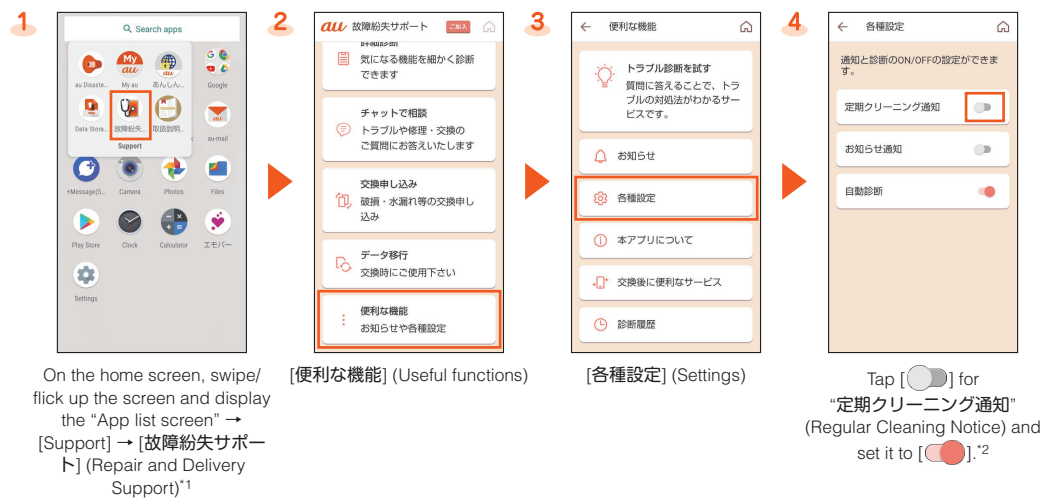 1
Search apps
au Disaste..
My au
あんしん..
Google
Data Stora..
故障紛失..
取扱説明..
au-mail
Support
+Message(S..
Camera
Photos
Files
Play Store
Clock
Calculator
エモパー
Settings
On the home screen, swipe/
flick up the screen and display
the “App list screen” →
[Support] → [故障紛失サポー
ト] (Repair and Delivery
Support)*1
2
au 故障紛失サポート ご加入
詳細診断
気になる機能を細かく診断
できます
チャットで相談
トラブルや修理・交換の
ご質問にお答えいたします
交換申し込み
破損・水漏れ等の交換申し
込み
データ移行
交換時にご使用下さい
便利な機能
お知らせや各種設定
[便利な機能] (Useful functions)
3
← 便利な機能
トラブル診断を試す
質問に答えることで、トラ
ブルの対処法がわかるサー
ビスです。
お知らせ
各種設定
本アプリについて
交換後に便利なサービス
診断履歴
[各種設定] (Settings)
4
← 各種設定
通知と診断のON/OFFの設定ができま
す。
定期クリーニング通知
お知らせ通知
自動診断
Tap [ ] for
“定期クリーニング通知”
(Regular Cleaning Notice) and
set it to [ ].*2